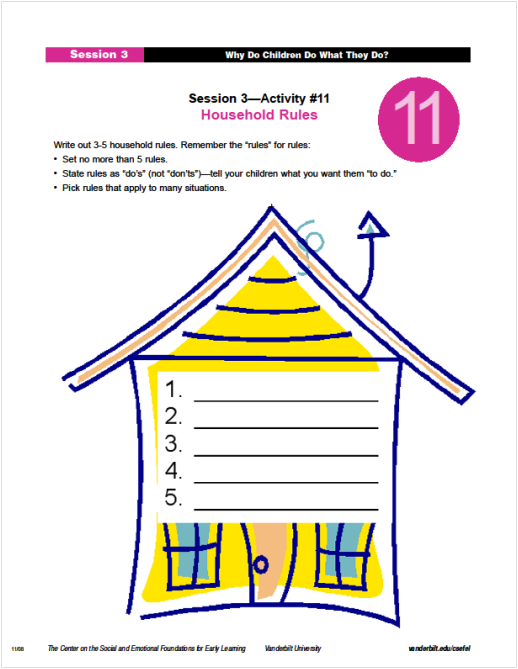 Session 3
Why Do Children Do What They Do?
Session 3—Activity #11
Household Rules
11
Write out 3-5 household rules. Remember the “rules” for rules:
• Set no more than 5 rules.
• State rules as “do’s” (not “don’ts”)—tell your children what you want them “to do.”
• Pick rules that apply to many situations.
1.
2.
3.
4.
5.
11/08 The Center on the Social and Emotional Foundations for Early Learning Vanderbilt University vanderbilt.edu/csefel